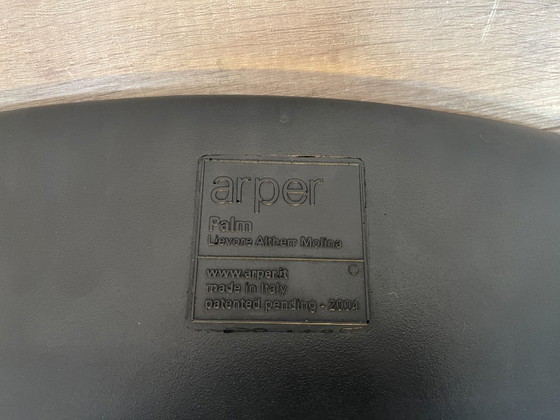 arper
Palm
Lievore Altherr Molina
www.arper.it
made in Italy
patented pending - 2004